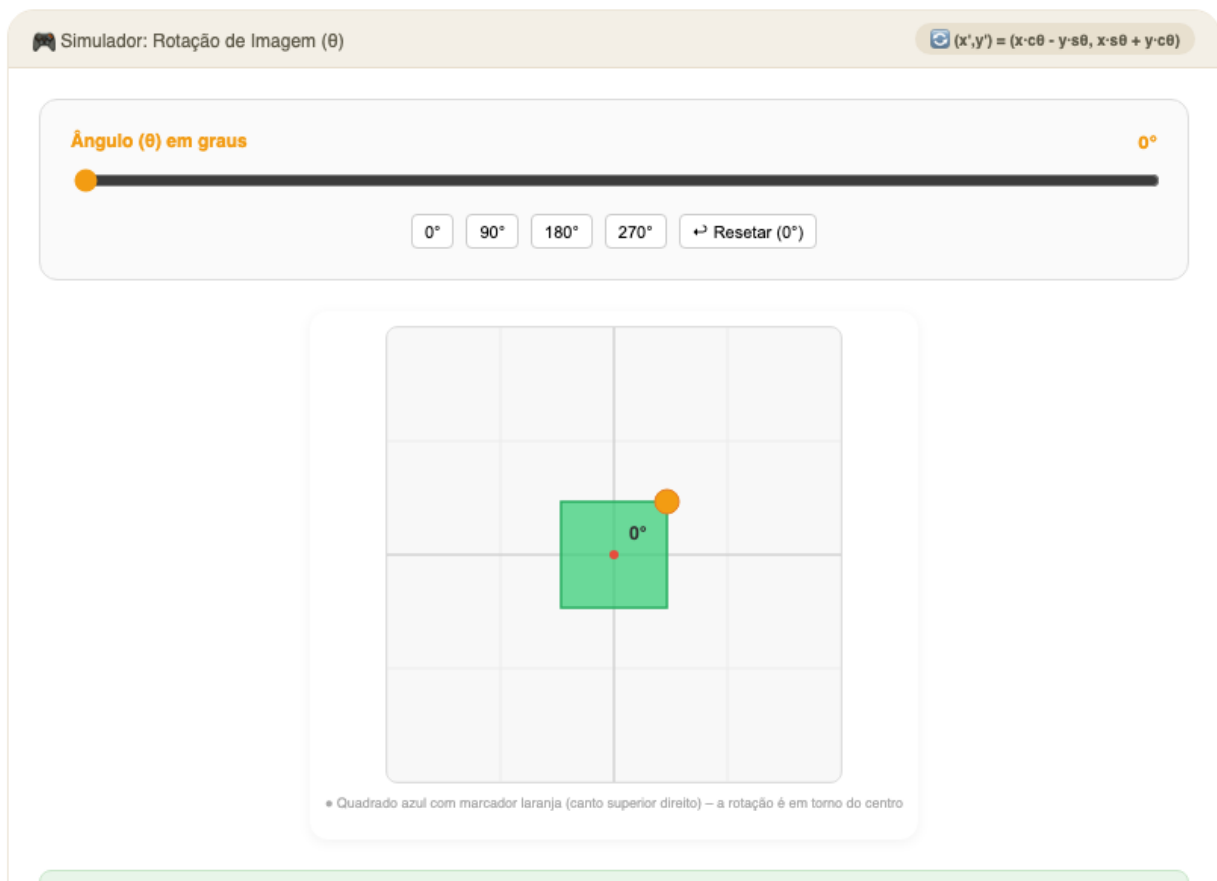 🎮 Simulador: Rotação de Imagem (θ)
🔄 (x',y') = (x·cθ - y·sθ, x·sθ + y·cθ)
Ângulo (θ) em graus
0°
0°
90°
180°
270°
↩ Resetar (0°)
0°
● Quadrado azul com marcador laranja (canto superior direito) – a rotação é em torno do centro